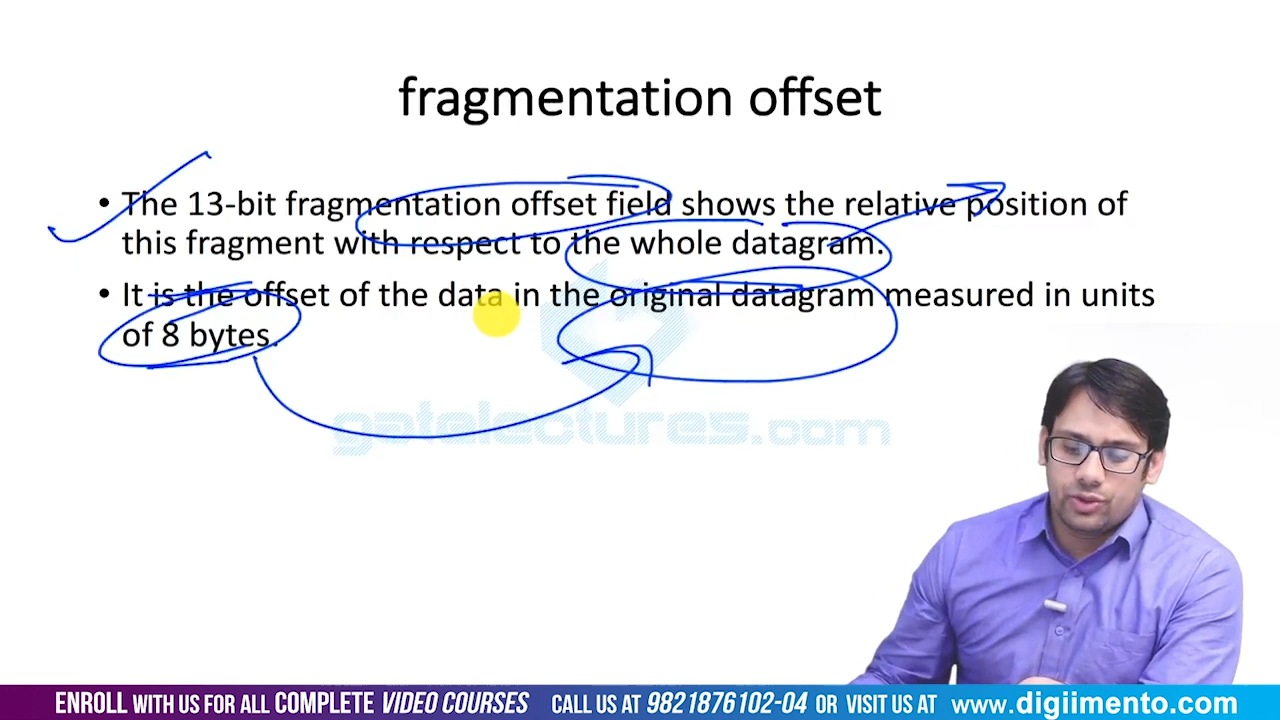 fragmentation offset
• The 13-bit fragmentation offset field shows the relative position of
this fragment with respect to the whole datagram.
• It is the offset of the data in the original datagram measured in units
of 8 bytes.
gatelectures.com
ENROLL WITH US FOR ALL COMPLETE VIDEO COURSES CALL US AT 9821876102-04 OR VISIT US AT www.digiimento.com